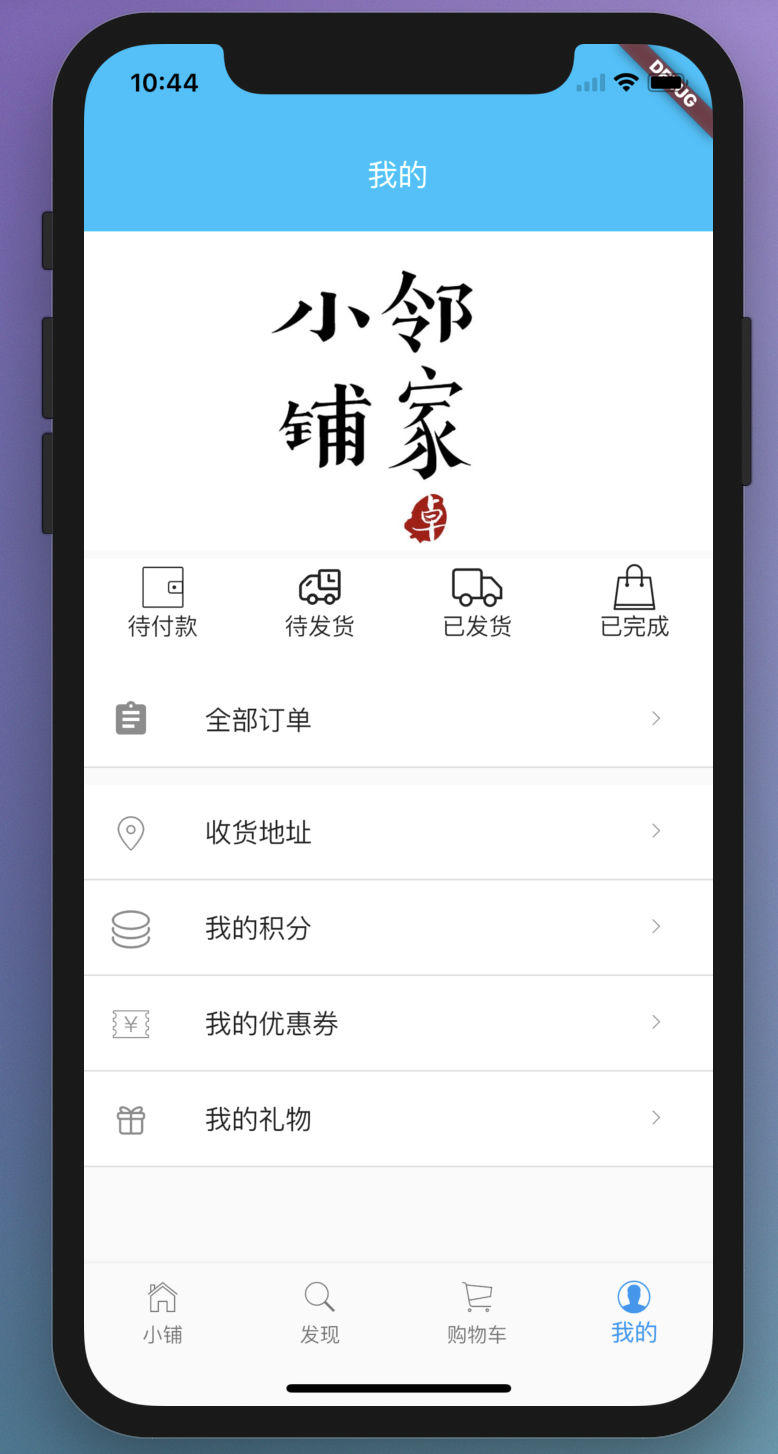 10:44
DEBUG
我的
小邻
铺家
卓
待付款 待发货 已发货 已完成
全部订单
收货地址
我的积分
¥ 我的优惠券
我的礼物
小铺 发现 购物车 我的